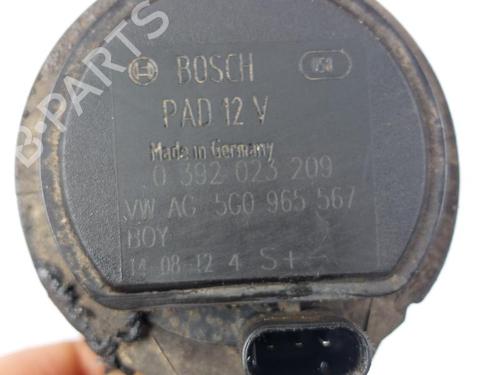 BOSCH
PAD 12 V
Made in Germany
0 392 023 209
VW AG 5G0 965 567
BOY
14 08 12 4 S+
B-PARTS